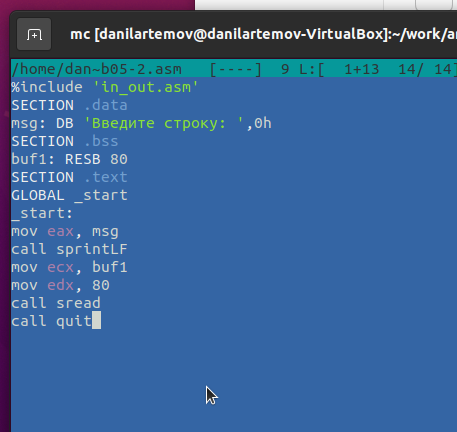 mc [danilartemov@danilartemov-VirtualBox]:~/work/ar
/home/dan~b05-2.asm [----] 9 L:[ 1+13 14/ 14]
%include 'in_out.asm'
SECTION .data
msg: DB 'Введите строку: ',0h
SECTION .bss
buf1: RESB 80
SECTION .text
GLOBAL _start
_start:
mov eax, msg
call sprintLF
mov ecx, buf1
mov edx, 80
call sread
call quit